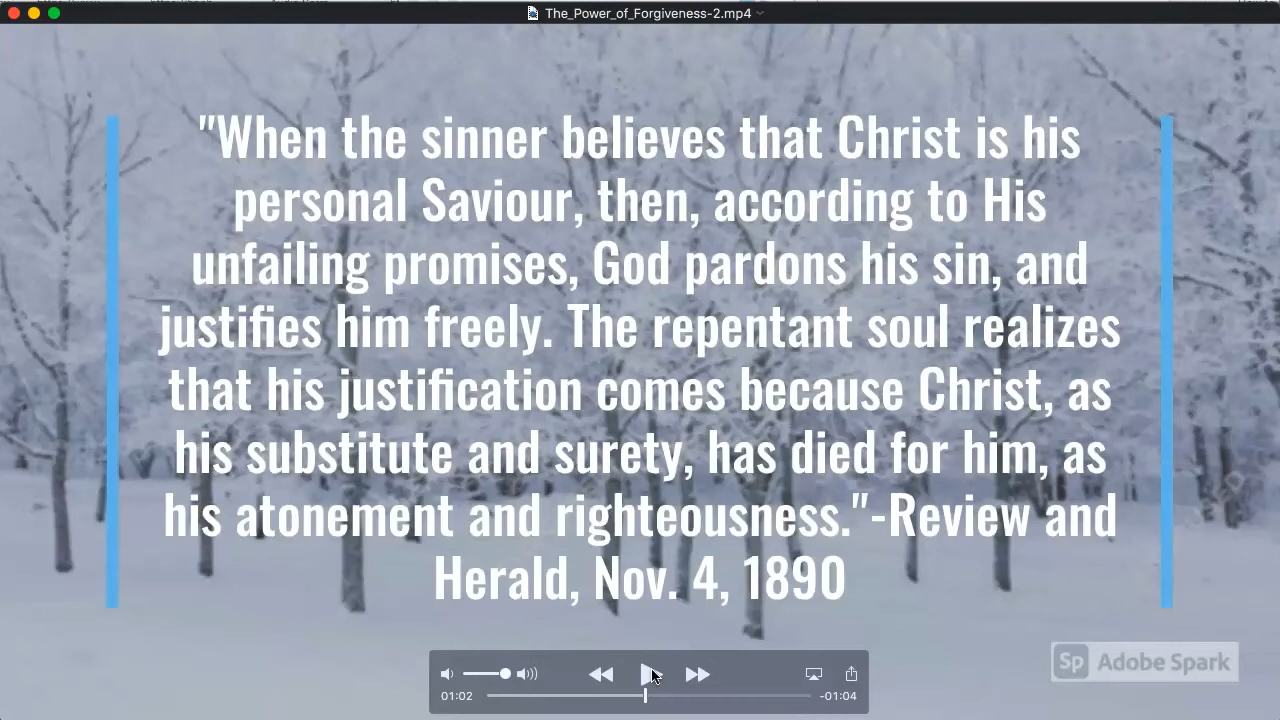 The_Power_of_Forgiveness-2.mp4
"When the sinner believes that Christ is his
personal Saviour, then, according to His
unfailing promises, God pardons his sin, and
justifies him freely. The repentant soul realizes
that his justification comes because Christ, as
his substitute and surety, has died for him, as
his atonement and righteousness."-Review and
Herald, Nov. 4, 1890
Sp Adobe Spark
01:02
-01:04